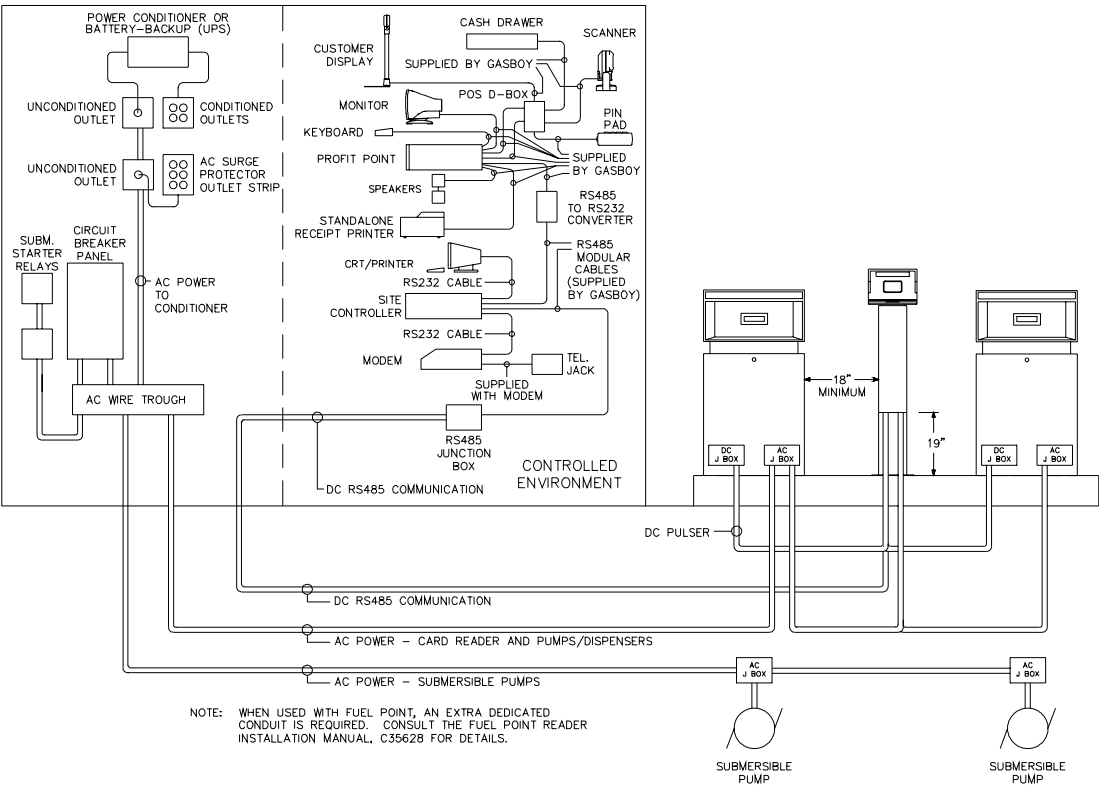 POWER CONDITIONER OR
BATTERY-BACKUP (UPS)
UNCONDITIONED
OUTLET
CONDITIONED
OUTLETS
UNCONDITIONED
OUTLET
AC SURGE
PROTECTOR
OUTLET STRIP
SUBM.
STARTER
RELAYS
CIRCUIT
BREAKER
PANEL
AC POWER
TO
CONDITIONER
AC WIRE TROUGH
CASH DRAWER
SCANNER
CUSTOMER
DISPLAY
SUPPLIED BY GASBOY
POS D-BOX
MONITOR
PIN
PAD
KEYBOARD
PROFIT POINT
SUPPLIED
BY GASBOY
SPEAKERS
RS485
TO RS232
CONVERTER
STANDALONE
RECEIPT PRINTER
RS485
MODULAR
CABLES
(SUPPLIED
BY GASBOY)
CRT/PRINTER
RS232 CABLE
SITE
CONTROLLER
RS232 CABLE
MODEM
TEL.
JACK
SUPPLIED
WITH MODEM
RS485
JUNCTION
BOX
CONTROLLED
ENVIRONMENT
DC RS485 COMMUNICATION
18"
MINIMUM
19"
DC
J BOX
AC
J BOX
DC
J BOX
AC
J BOX
DC PULSER
DC RS485 COMMUNICATION
AC POWER - CARD READER AND PUMPS/DISPENSERS
AC POWER - SUBMERSIBLE PUMPS
AC
J BOX
AC
J BOX
NOTE: WHEN USED WITH FUEL POINT, AN EXTRA DEDICATED
CONDUIT IS REQUIRED. CONSULT THE FUEL POINT READER
INSTALLATION MANUAL, C35628 FOR DETAILS.
SUBMERSIBLE
PUMP
SUBMERSIBLE
PUMP